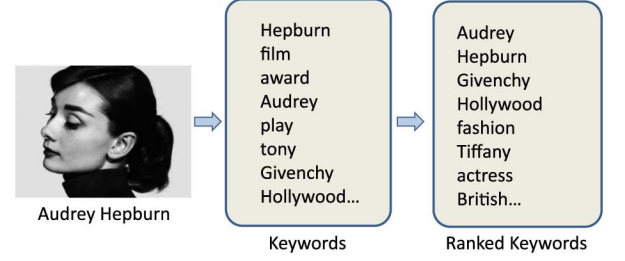 Audrey Hepburn
Hepburn
film
award
Audrey
play
tony
Givenchy
Hollywood...
Keywords
Audrey
Hepburn
Givenchy
Hollywood
fashion
Tiffany
actress
British...
Ranked Keywords